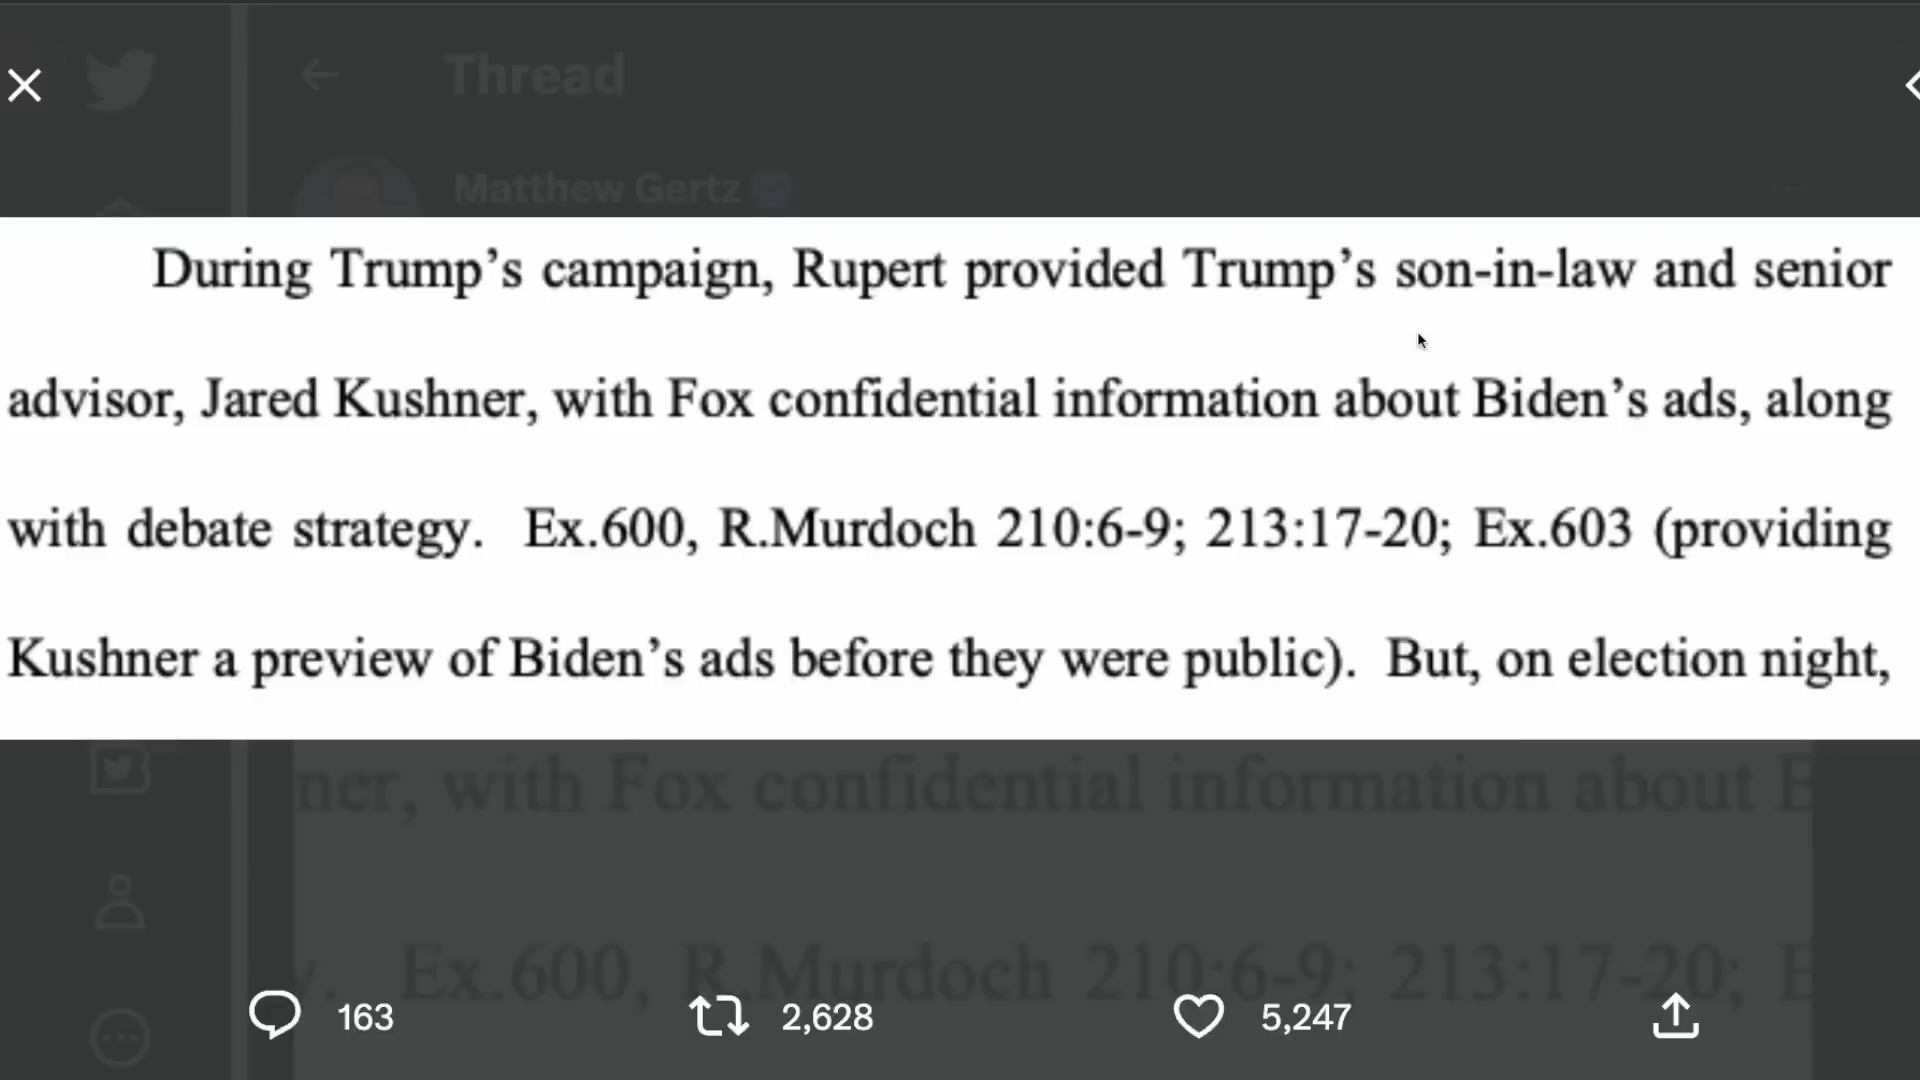 Thread
Matthew Gertz
During Trump’s campaign, Rupert provided Trump’s son-in-law and senior
advisor, Jared Kushner, with Fox confidential information about Biden’s ads, along
with debate strategy. Ex.600, R.Murdoch 210:6-9; 213:17-20; Ex.603 (providing
Kushner a preview of Biden’s ads before they were public). But, on election night,
ner, with Fox confidential information about B
y. Ex.600, R.Murdoch 210:6-9; 213:17-20; E
163 2,628 5,247